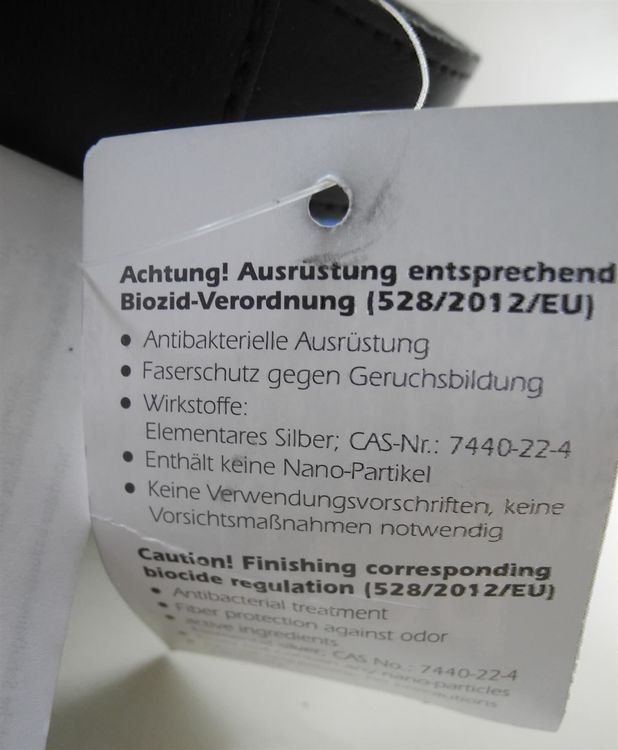 Achtung! Ausrüstung entsprechend
Biozid-Verordnung (528/2012/EU)
• Antibakterielle Ausrüstung
• Faserschutz gegen Geruchsbildung
• Wirkstoffe:
Elementares Silber; CAS-Nr.: 7440-22-4
• Enthält keine Nano-Partikel
• Keine Verwendungsvorschriften, keine
Vorsichtsmaßnahmen notwendig
Caution! Finishing corresponding
biocide regulation (528/2012/EU)
• Antibacterial treatment
• Fiber protection against odor
• active ingredients
silver; CAS No.: 7440-22-4
nano-particles